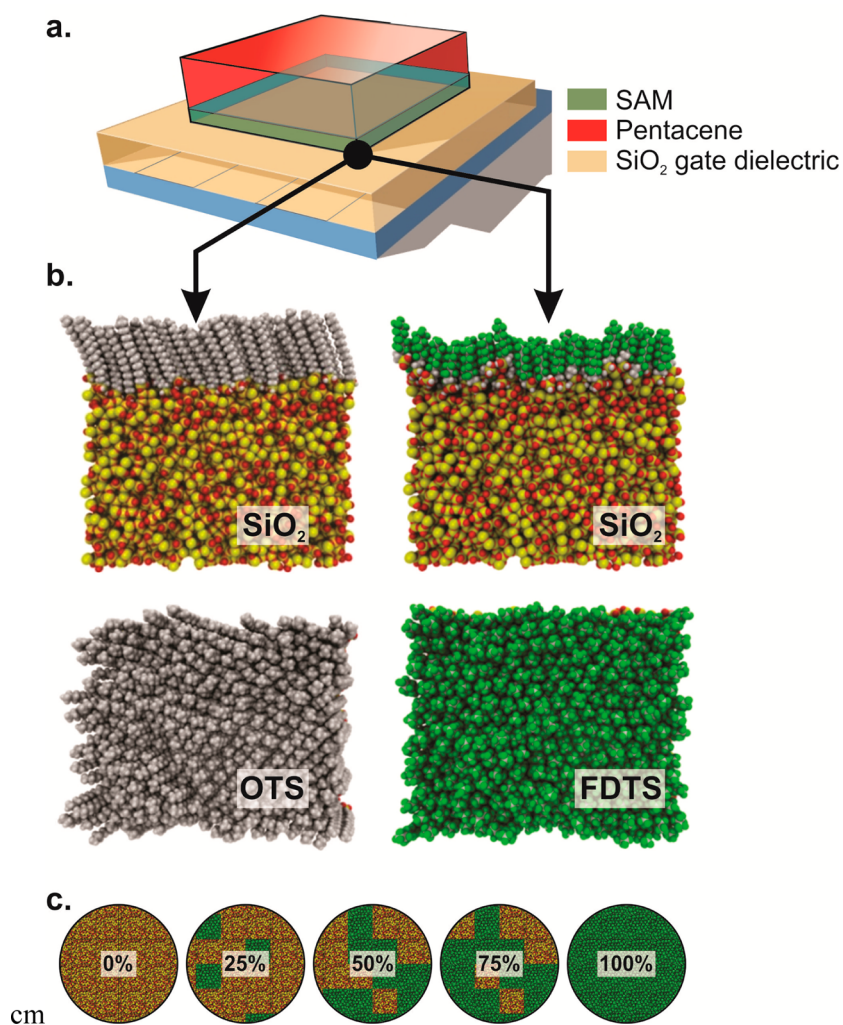 a.
SAM
Pentacene
SiO₂ gate dielectric
b.
SiO₂
SiO₂
OTS
FDTS
c.
0%
25%
50%
75%
100%
cm